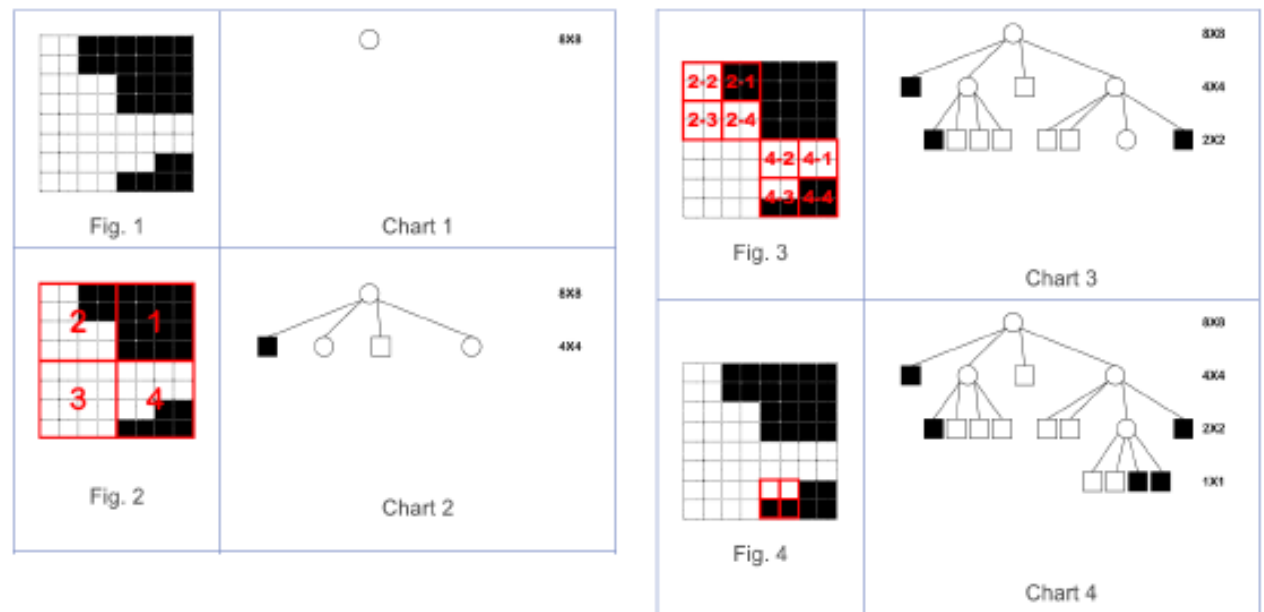 8X8
Fig. 1
Chart 1
2 1
3 4
8X8
4X4
Fig. 2
Chart 2
2-2 2-1
2-3 2-4
4-2 4-1
4-3 4-4
8X8
4X4
2X2
Fig. 3
Chart 3
8X8
4X4
2X2
1X1
Fig. 4
Chart 4